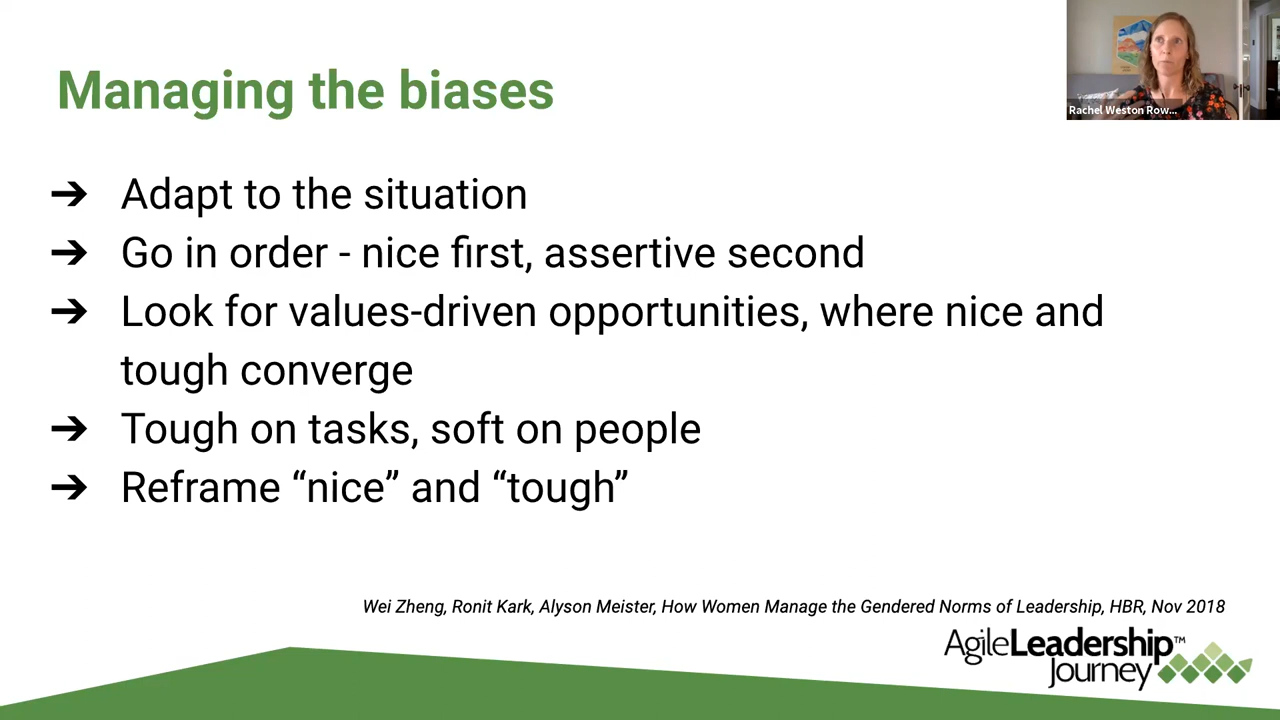 Managing the biases
Rachel Weston Row...
➔ Adapt to the situation
➔ Go in order - nice first, assertive second
➔ Look for values-driven opportunities, where nice and
tough converge
➔ Tough on tasks, soft on people
➔ Reframe “nice” and “tough”
Wei Zheng, Ronit Kark, Alyson Meister, How Women Manage the Gendered Norms of Leadership, HBR, Nov 2018
AgileLeadership™
Journey